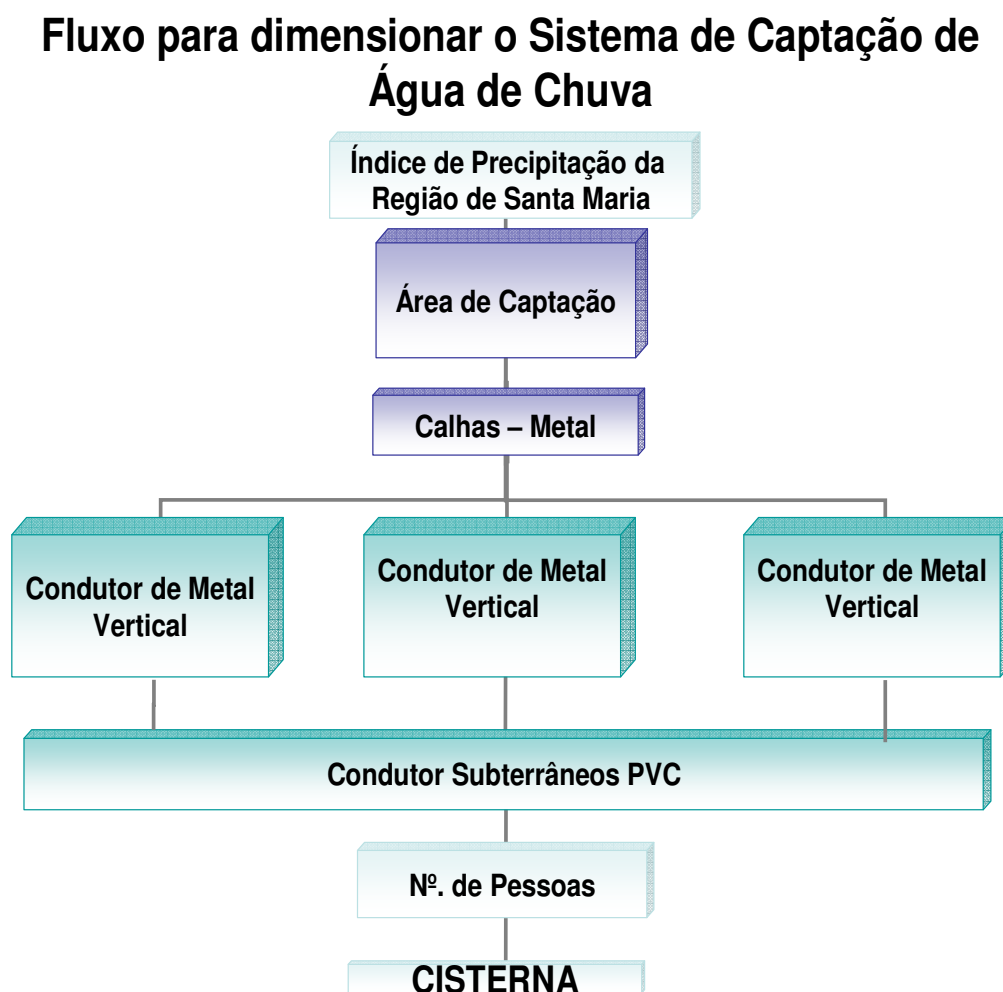 Fluxo para dimensionar o Sistema de Captação de
Água de Chuva
Índice de Precipitação da
Região de Santa Maria
Área de Captação
Calhas – Metal
Condutor de Metal
Vertical
Condutor de Metal
Vertical
Condutor de Metal
Vertical
Condutor Subterrâneos PVC
Nº. de Pessoas
CISTERNA